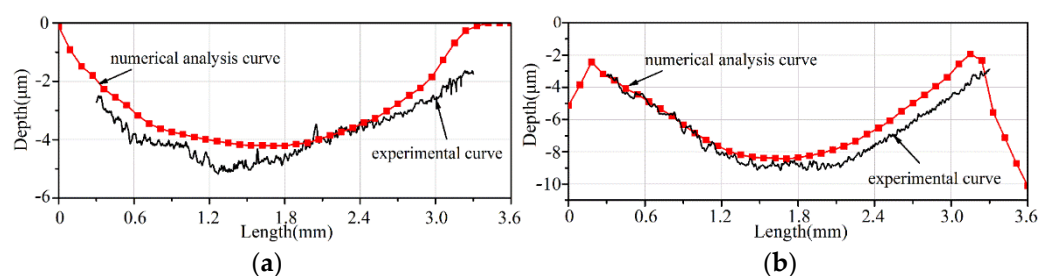 0
-2
-4
-6
Depth(μm)
numerical analysis curve
experimental curve
0
0.6
1.2
1.8
2.4
3.0
3.6
Length(mm)
(a)
0
-2
-4
-6
-8
-10
Depth(μm)
numerical analysis curve
experimental curve
0
0.6
1.2
1.8
2.4
3.0
3.6
Length(mm)
(b)